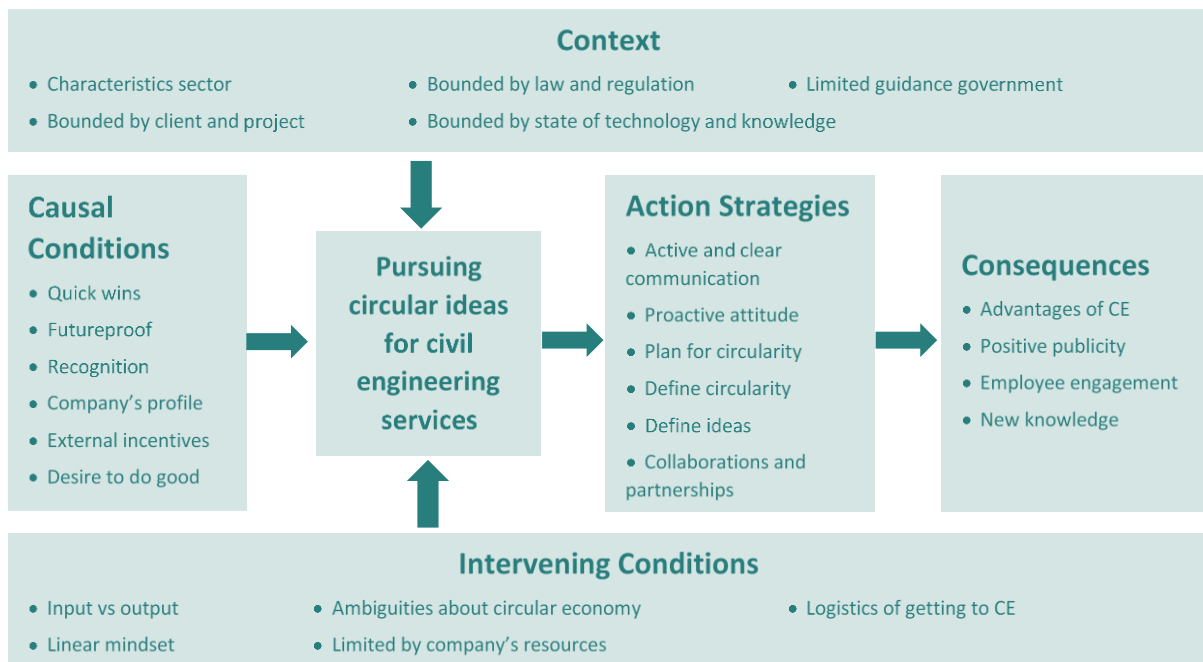 Context
• Characteristics sector
• Bounded by law and regulation
• Limited guidance government
• Bounded by client and project
• Bounded by state of technology and knowledge
Causal
Conditions
• Quick wins
• Futureproof
• Recognition
• Company's profile
• External incentives
• Desire to do good
Pursuing
circular ideas
for civil
engineering
services
Action Strategies
• Active and clear
communication
• Proactive attitude
• Plan for circularity
• Define circularity
• Define ideas
• Collaborations and
partnerships
Consequences
• Advantages of CE
• Positive publicity
• Employee engagement
• New knowledge
Intervening Conditions
• Input vs output
• Ambiguities about circular economy
• Logistics of getting to CE
• Linear mindset
• Limited by company's resources